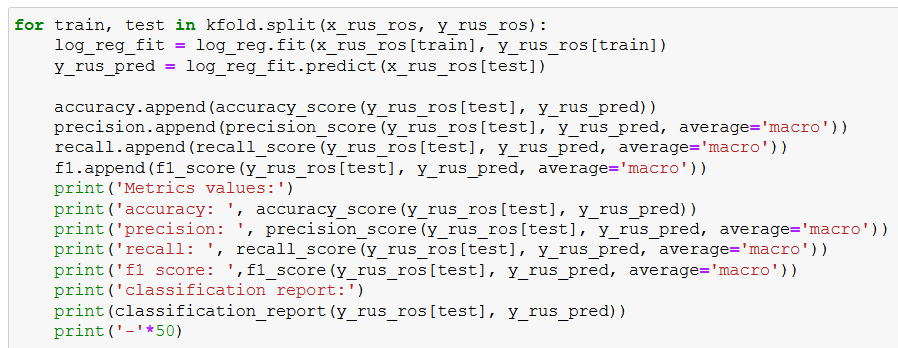 for train, test in kfold.split(x_rus_ros, y_rus_ros):
    log_reg_fit = log_reg.fit(x_rus_ros[train], y_rus_ros[train])
    y_rus_pred = log_reg_fit.predict(x_rus_ros[test])

    accuracy.append(accuracy_score(y_rus_ros[test], y_rus_pred))
    precision.append(precision_score(y_rus_ros[test], y_rus_pred, average='macro'))
    recall.append(recall_score(y_rus_ros[test], y_rus_pred, average='macro'))
    f1.append(f1_score(y_rus_ros[test], y_rus_pred, average='macro'))
    print('Metrics values:')
    print('accuracy: ', accuracy_score(y_rus_ros[test], y_rus_pred))
    print('precision: ', precision_score(y_rus_ros[test], y_rus_pred, average='macro'))
    print('recall: ', recall_score(y_rus_ros[test], y_rus_pred, average='macro'))
    print('f1 score: ',f1_score(y_rus_ros[test], y_rus_pred, average='macro'))
    print('classification report:')
    print(classification_report(y_rus_ros[test], y_rus_pred))
    print('-'*50)